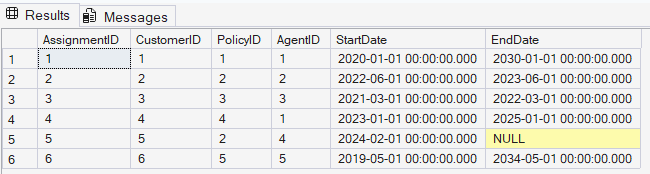 Results Messages
AssignmentID CustomerID PolicyID AgentID StartDate EndDate
1 1 1 1 1 2020-01-01 00:00:00.000 2030-01-01 00:00:00.000
2 2 2 2 2 2022-06-01 00:00:00.000 2023-06-01 00:00:00.000
3 3 3 3 3 2021-03-01 00:00:00.000 2022-03-01 00:00:00.000
4 4 4 4 1 2023-01-01 00:00:00.000 2025-01-01 00:00:00.000
5 5 5 2 4 2024-02-01 00:00:00.000 NULL
6 6 6 5 5 2019-05-01 00:00:00.000 2034-05-01 00:00:00.000